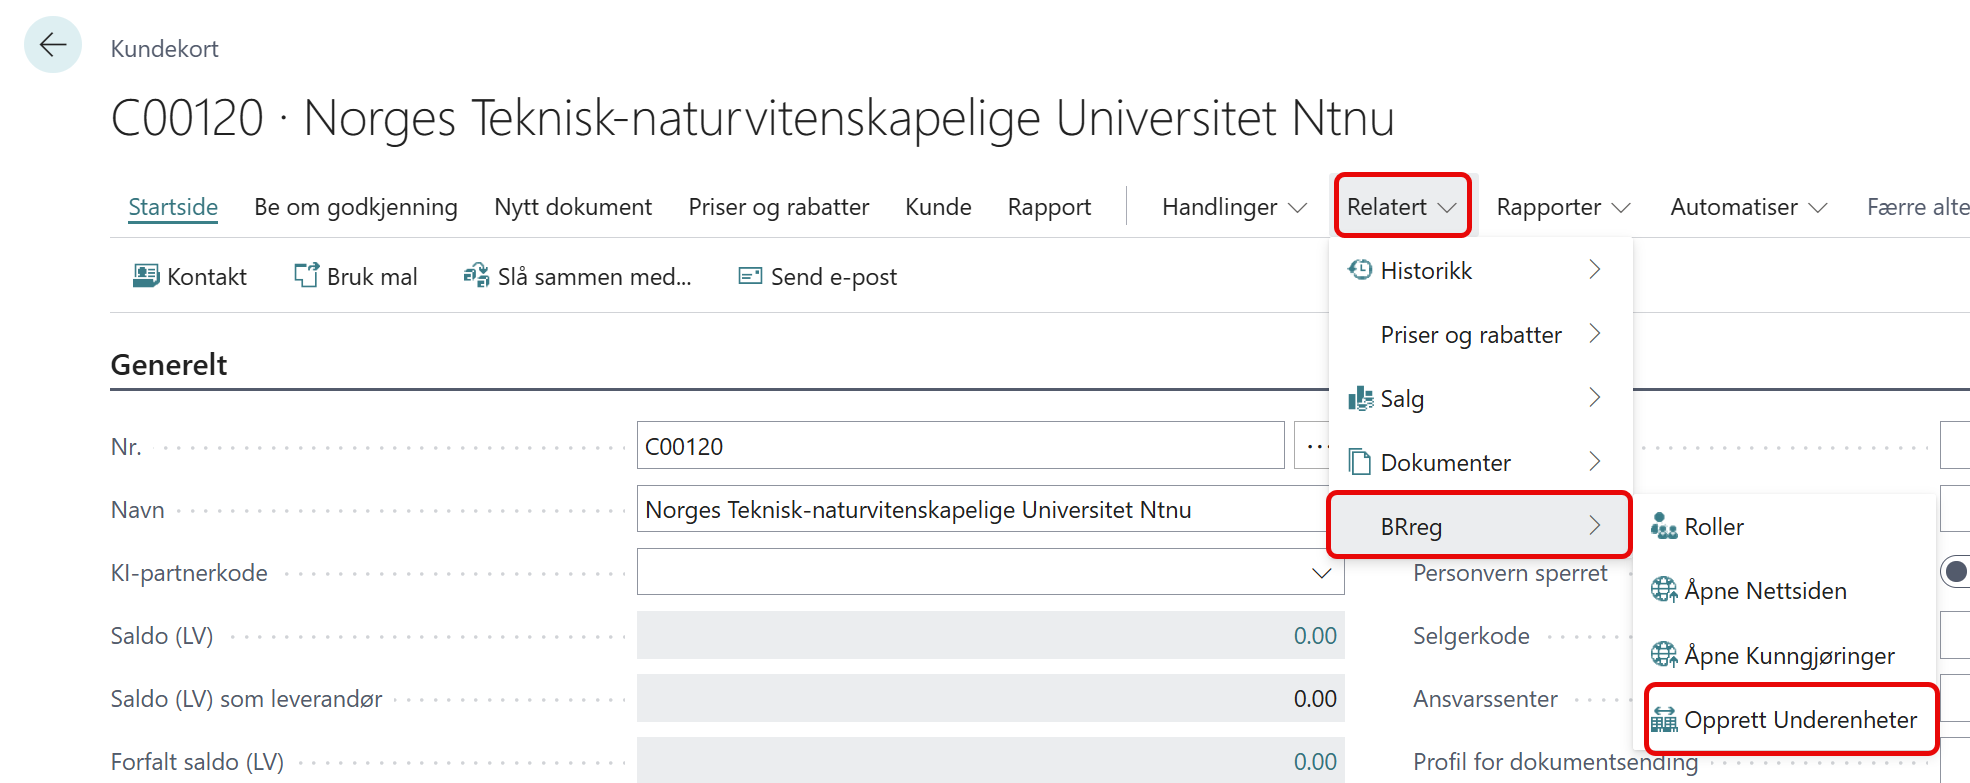 Kundekort
C00120 · Norges Teknisk-naturvitenskapelige Universitet Ntnu
Startside Be om godkjenning Nytt dokument Priser og rabatter Kunde Rapport Handlinger Relatert Rapporter Automatiser Færre alte
Kontakt Bruk mal Slå sammen med... Send e-post
Historikk
Priser og rabatter
Salg
Dokumenter
BRreg
Roller
Åpne Nettsiden
Åpne Kunngjøringer
Opprett Underenheter
Generelt
Nr. C00120 ...
Navn Norges Teknisk-naturvitenskapelige Universitet Ntnu
KI-partnerkode
Saldo (LV) 0.00
Saldo (LV) som leverandør 0.00
Forfalt saldo (LV) 0.00
Personvern sperret
Selgerkode
Ansvarssenter
Profil for dokumentsending